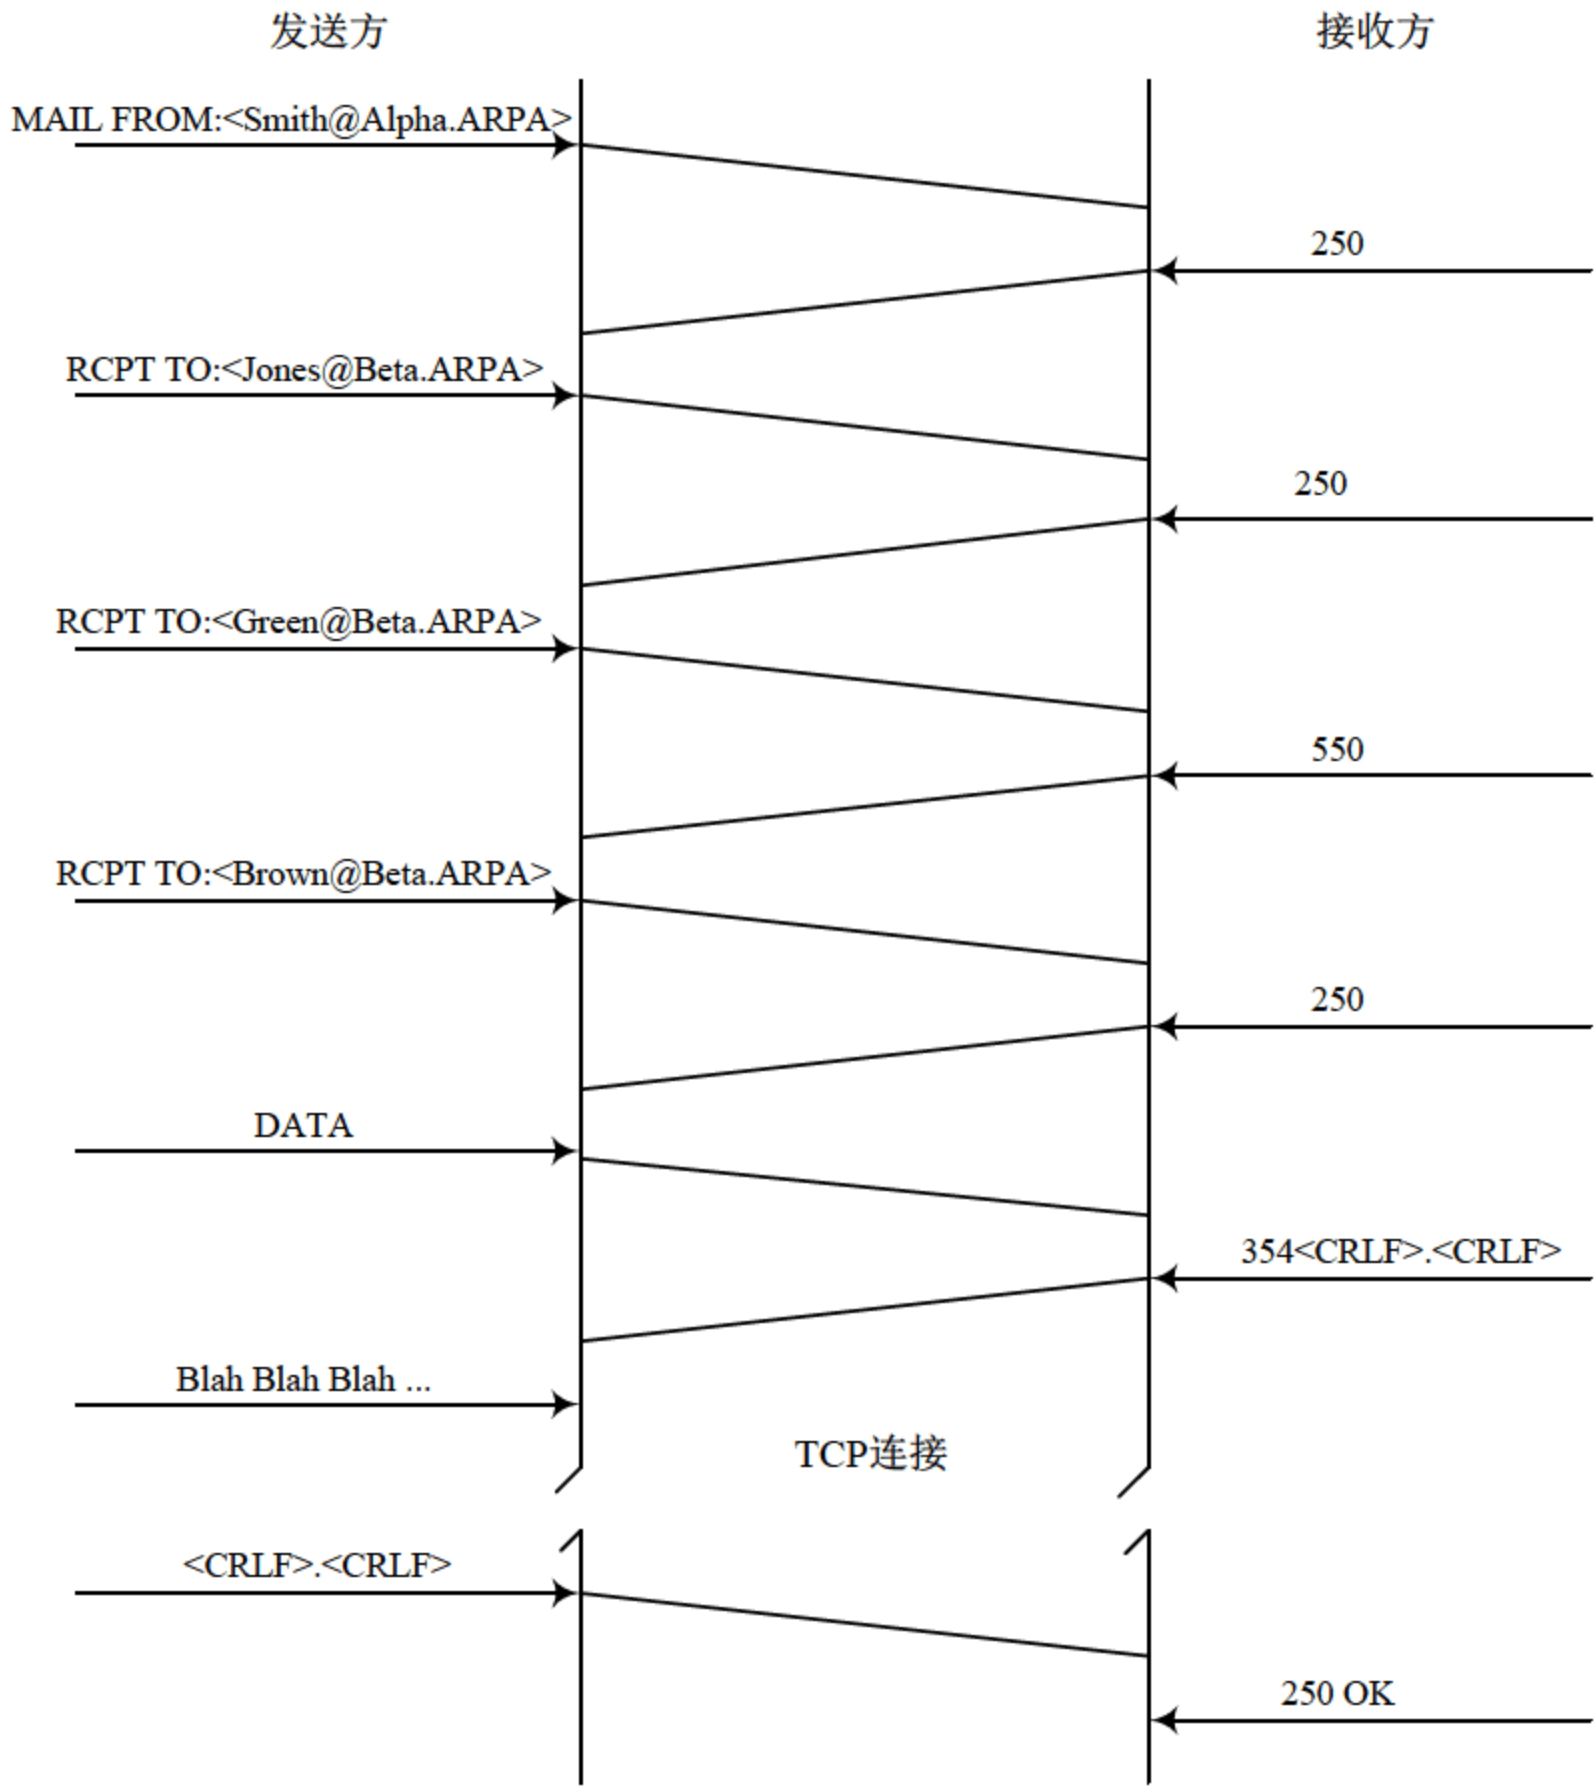 发送方
接收方
MAIL FROM:<Smith@Alpha.ARPA>
250
RCPT TO:<Jones@Beta.ARPA>
250
RCPT TO:<Green@Beta.ARPA>
550
RCPT TO:<Brown@Beta.ARPA>
250
DATA
354<CRLF>.<CRLF>
Blah Blah Blah ...
TCP连接
<CRLF>.<CRLF>
250 OK